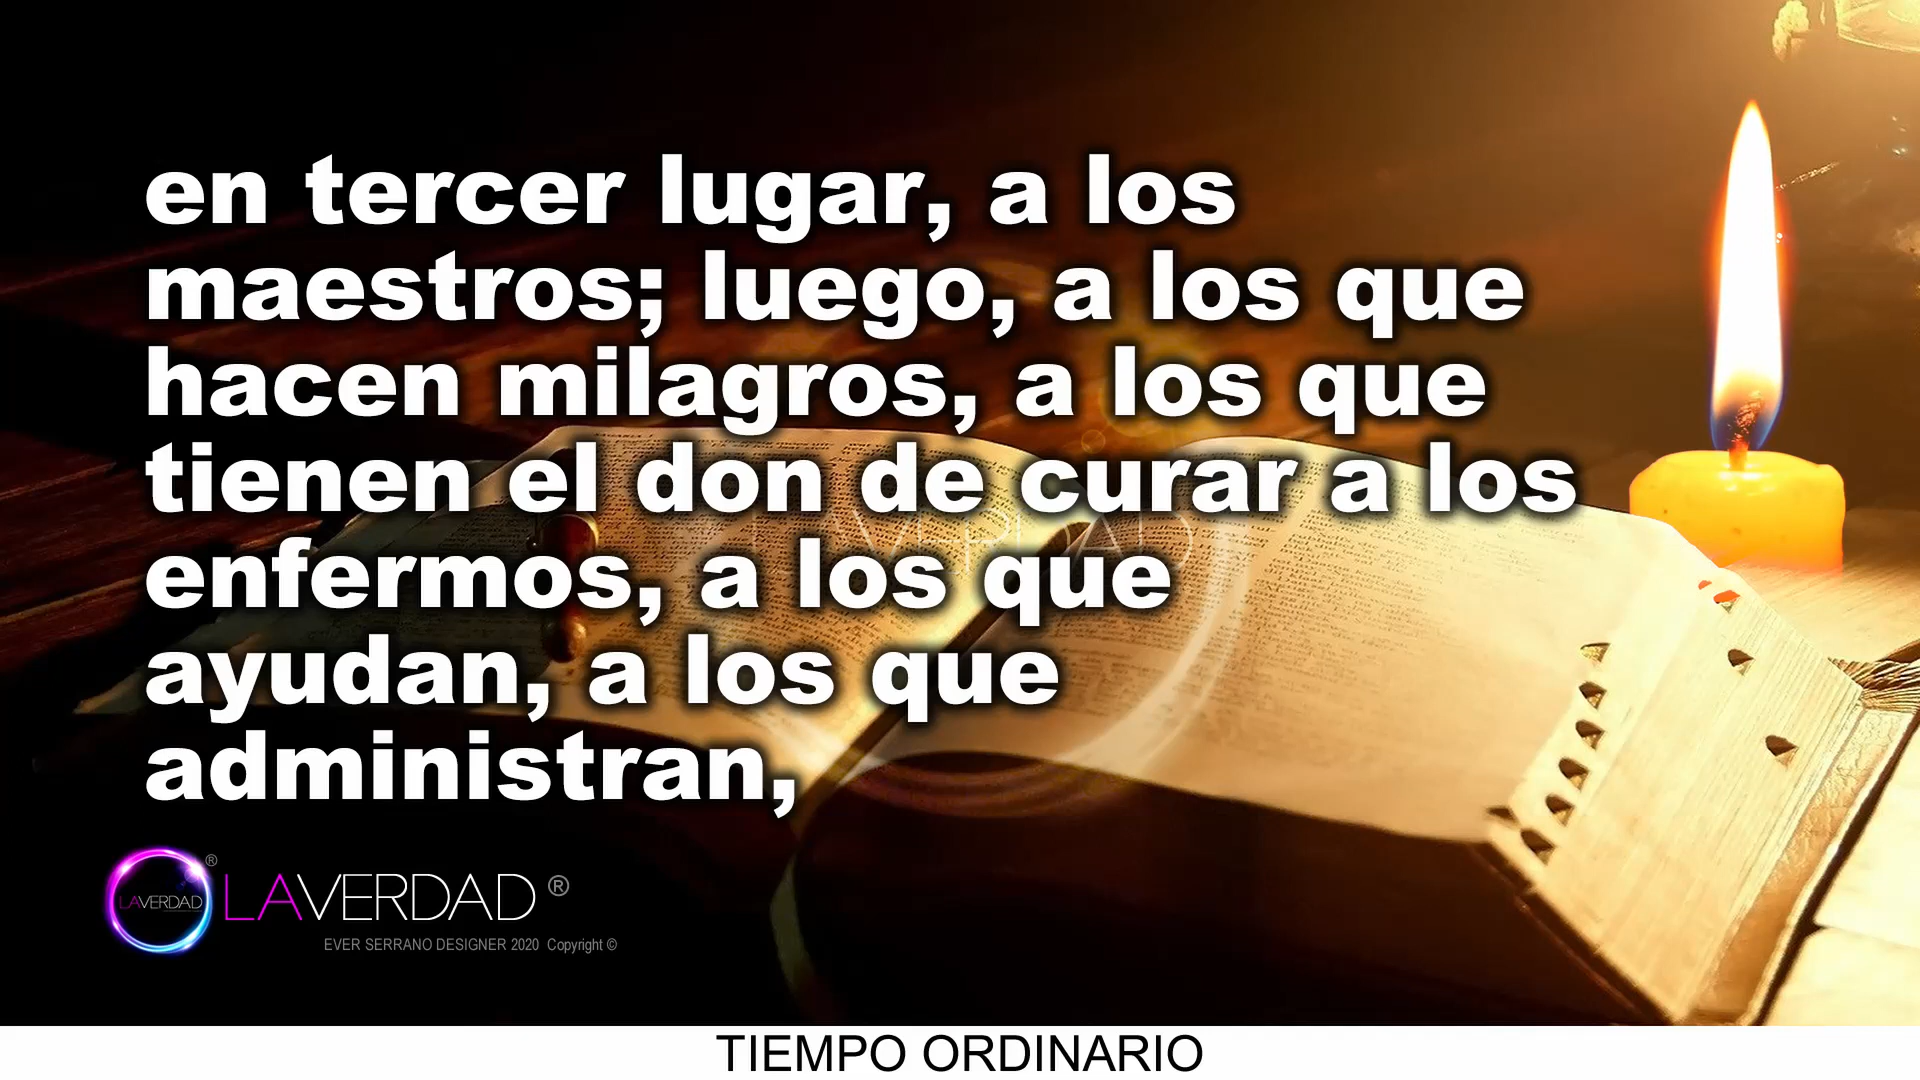 en tercer lugar, a los
maestros; luego, a los que
hacen milagros, a los que
tienen el don de curar a los
enfermos, a los que
ayudan, a los que
administran,
LAVERDAD
LAVERDAD ®
®
EVER SERRANO DESIGNER 2020 Copyright ©
TIEMPO ORDINARIO